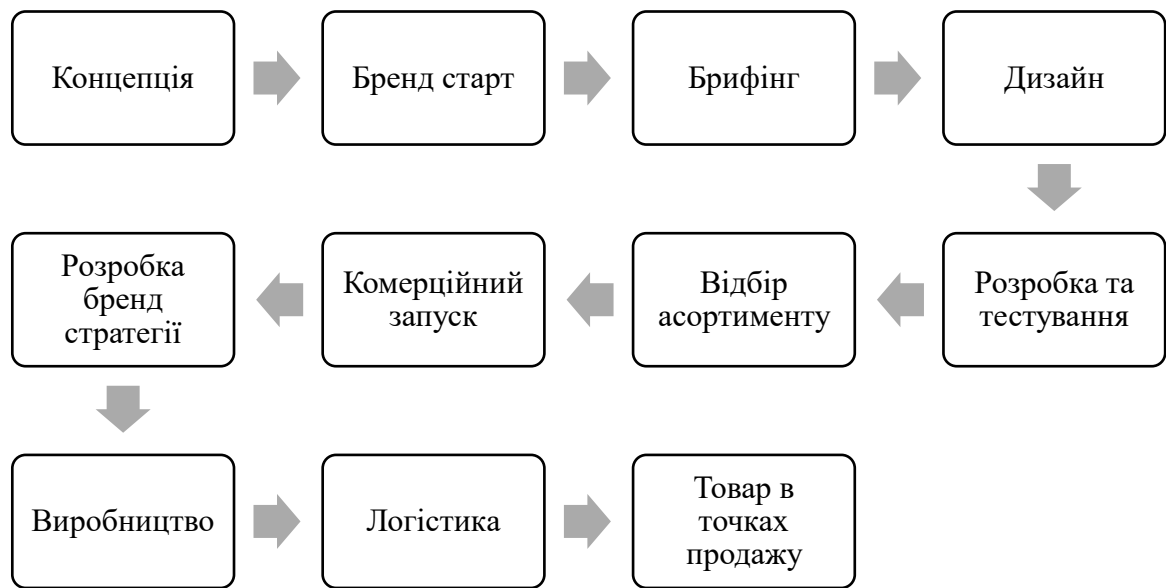 Концепція
Бренд старт
Брифінг
Дизайн
Розробка та
тестування
Відбір
асортименту
Комерційний
запуск
Розробка
бренд
стратегії
Виробництво
Логістика
Товар в
точках
продажу